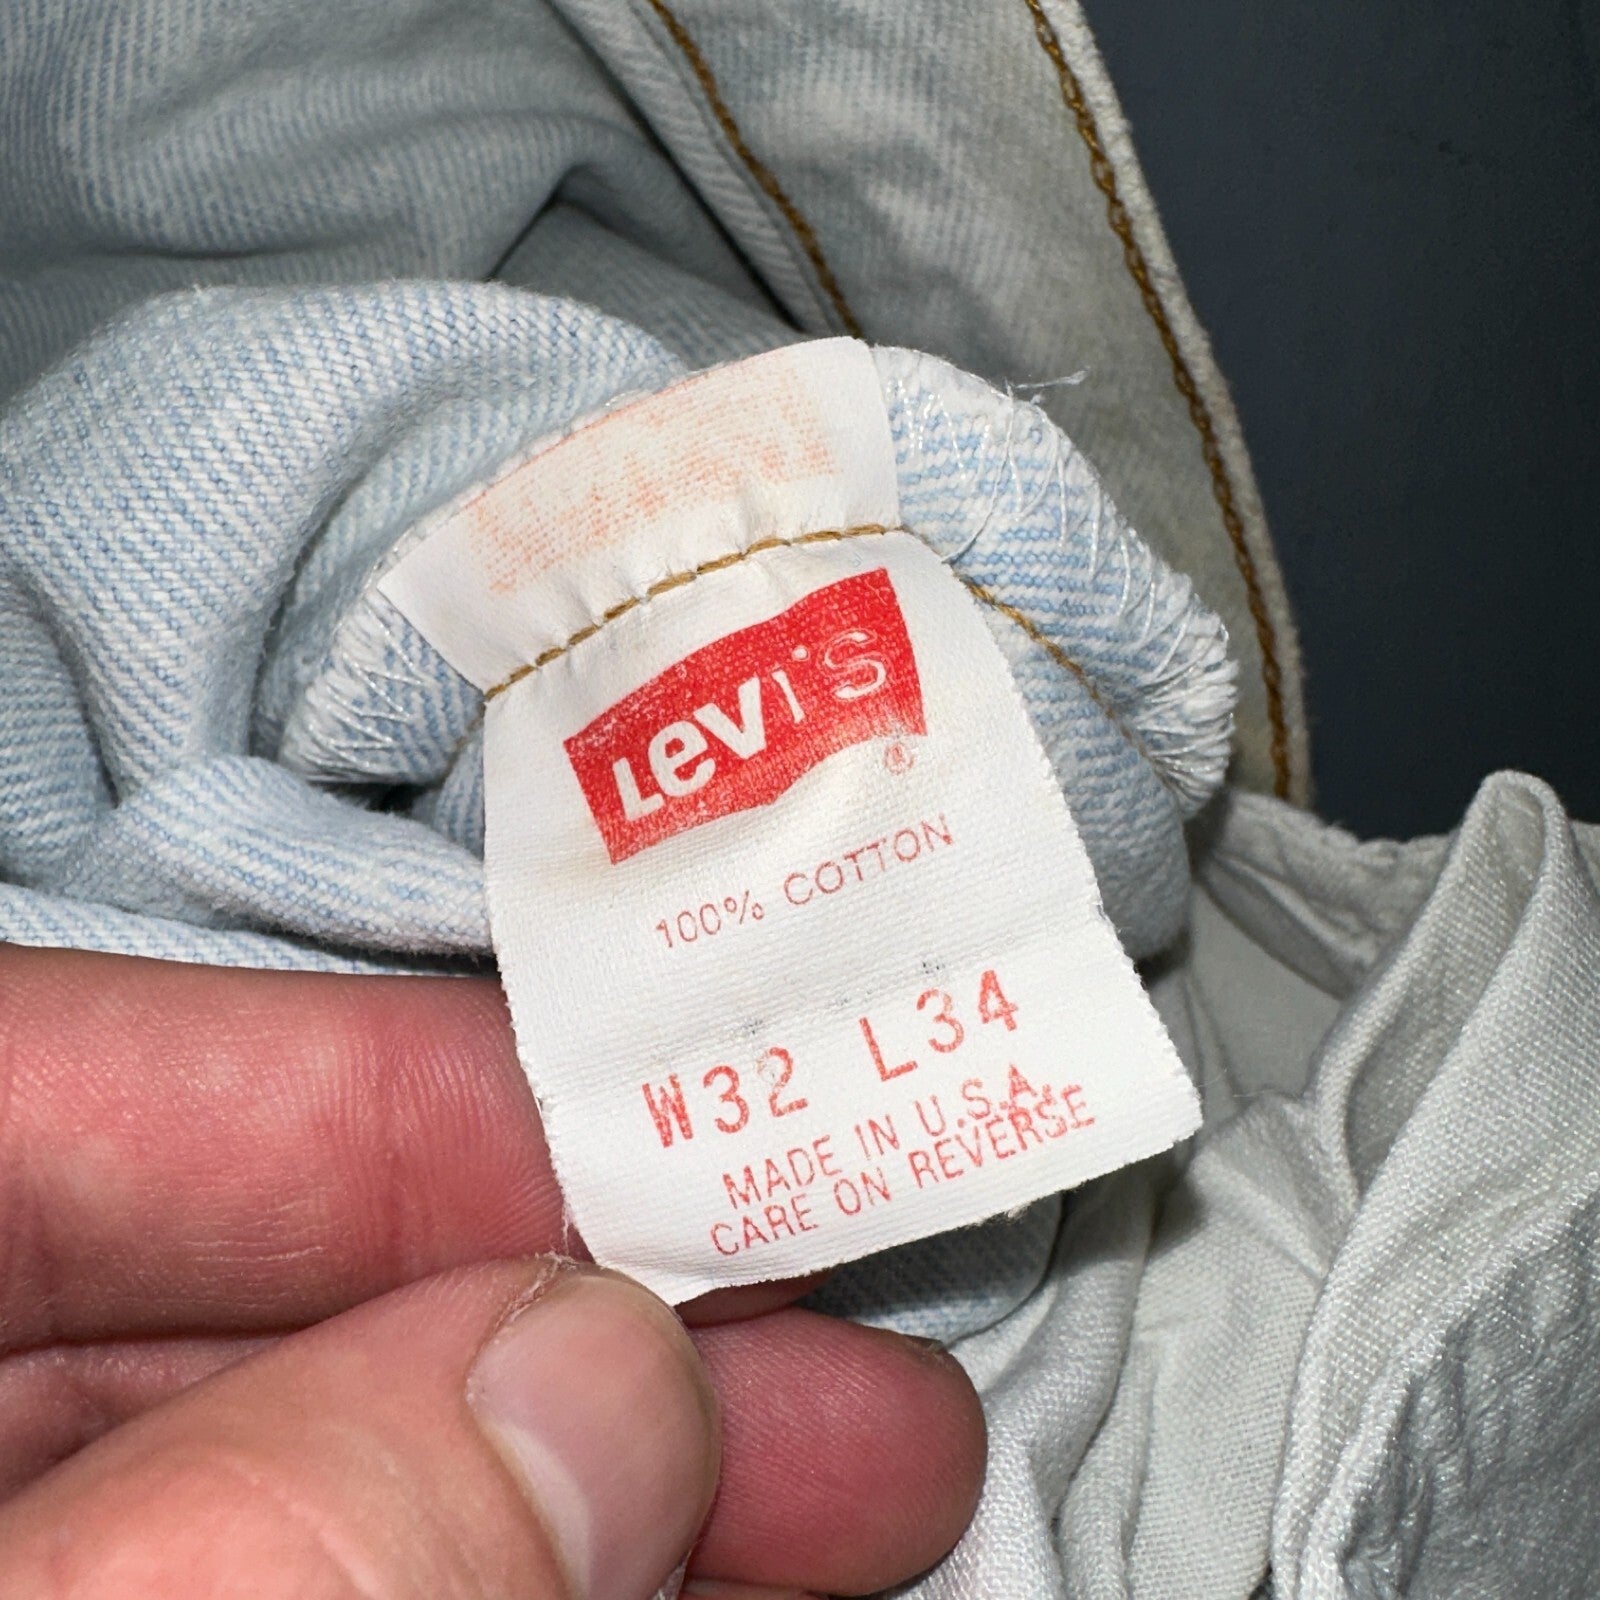 Levi's
®
100% COTTON
W32 L34
MADE IN U.S.A.
CARE ON REVERSE